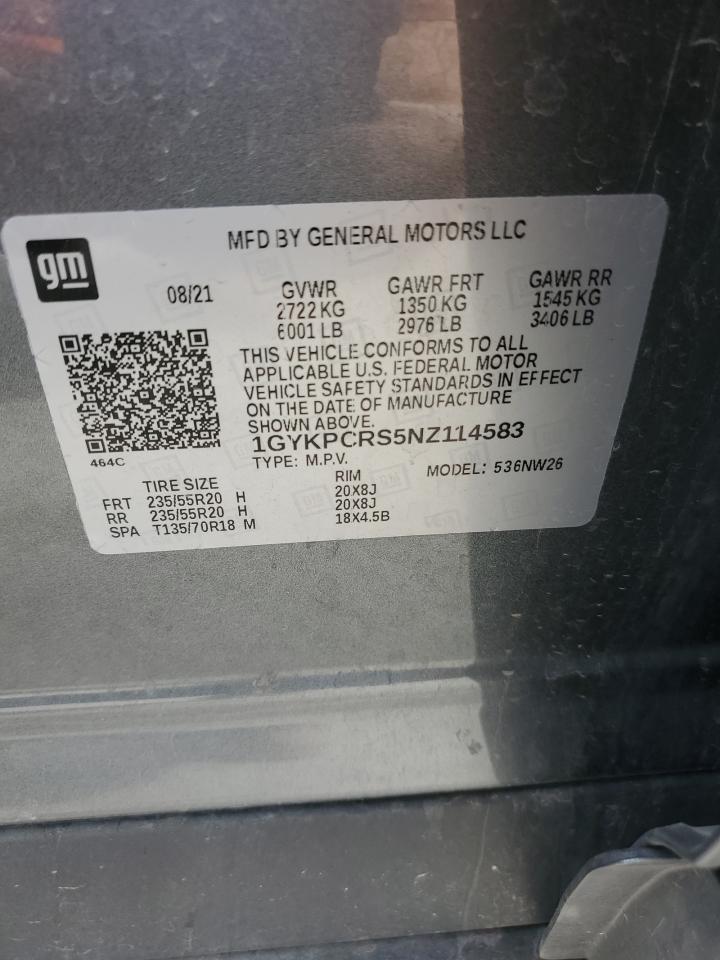 MFD BY GENERAL MOTORS LLC
gm
08/21
GVWR GAWR FRT GAWR RR
2722 KG 1350 KG 1545 KG
6001 LB 2976 LB 3406 LB
THIS VEHICLE CONFORMS TO ALL
APPLICABLE U.S. FEDERAL MOTOR
VEHICLE SAFETY STANDARDS IN EFFECT
ON THE DATE OF MANUFACTURE
SHOWN ABOVE.
1GYKPCRS5NZ114583
464C
TYPE: M.P.V. MODEL: 536NW26
TIRE SIZE RIM
FRT 235/55R20 H 20X8J
RR 235/55R20 H 20X8J
SPA T135/70R18 M 18X4.5B